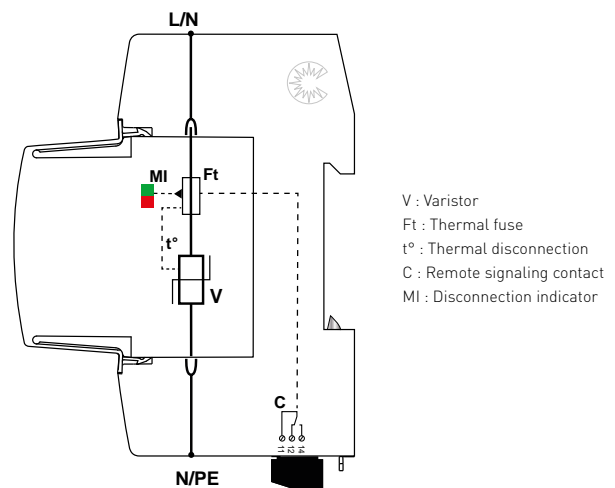 L/N
MI
Ft
t°
V
C
11
12
14
N/PE
V : Varistor
Ft : Thermal fuse
t° : Thermal disconnection
C : Remote signaling contact
MI : Disconnection indicator